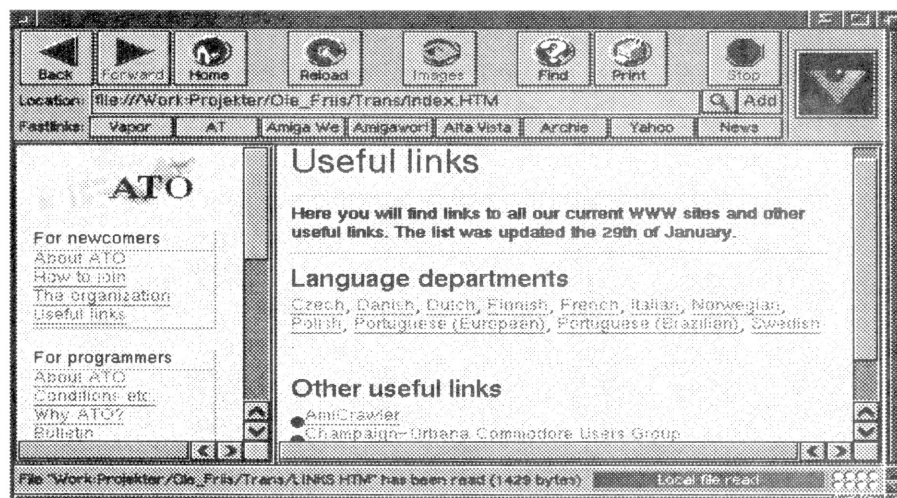 Back Forward Home Reload Images Find Print Stop
Location: file:///Work:Projekter/Ole_Friis/Trans/Index.HTM Add
Fastlinks: Vapor AT Amiga We Amigaworl Alta Vista Archie Yahoo News
ATO
For newcomers
About ATO
How to join
The organization
Useful links
For programmers
About ATO
Conditions etc.
Why ATO?
Bulletin
Useful links
Here you will find links to all our current WWW sites and other
useful links. The list was updated the 29th of January.
Language departments
Czech, Danish, Dutch, Finnish, French, Italian, Norwegian,
Polish, Portuguese (European), Portuguese (Brazilian), Swedish
Other useful links
AmiCrawler
Champaign-Urbana Commodore Users Group
File "Work:Projekter/Ole_Friis/Trans/LINKS.HTM" has been read (1429 bytes) Local file read